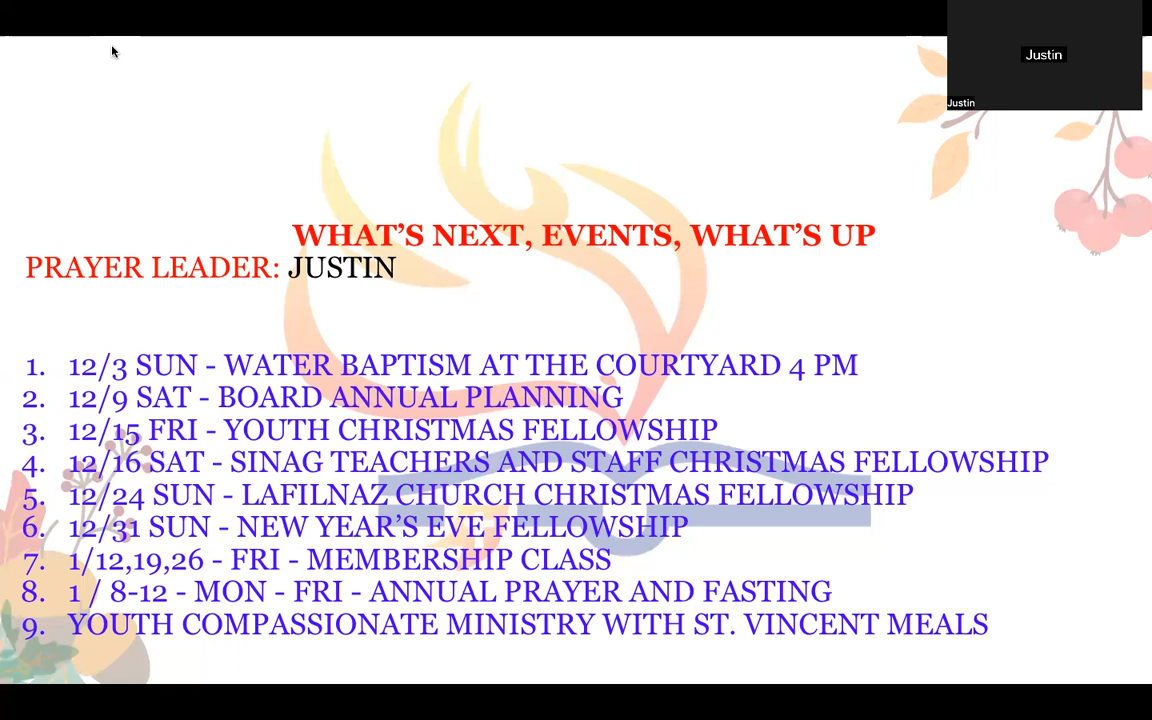 Justin
Justin
WHAT'S NEXT, EVENTS, WHAT'S UP
PRAYER LEADER: JUSTIN
1. 12/3 SUN - WATER BAPTISM AT THE COURTYARD 4 PM
2. 12/9 SAT - BOARD ANNUAL PLANNING
3. 12/15 FRI - YOUTH CHRISTMAS FELLOWSHIP
4. 12/16 SAT - SINAG TEACHERS AND STAFF CHRISTMAS FELLOWSHIP
5. 12/24 SUN - LAFILNAZ CHURCH CHRISTMAS FELLOWSHIP
6. 12/31 SUN - NEW YEAR'S EVE FELLOWSHIP
7. 1/12,19,26 - FRI - MEMBERSHIP CLASS
8. 1 / 8-12 - MON - FRI - ANNUAL PRAYER AND FASTING
9. YOUTH COMPASSIONATE MINISTRY WITH ST. VINCENT MEALS